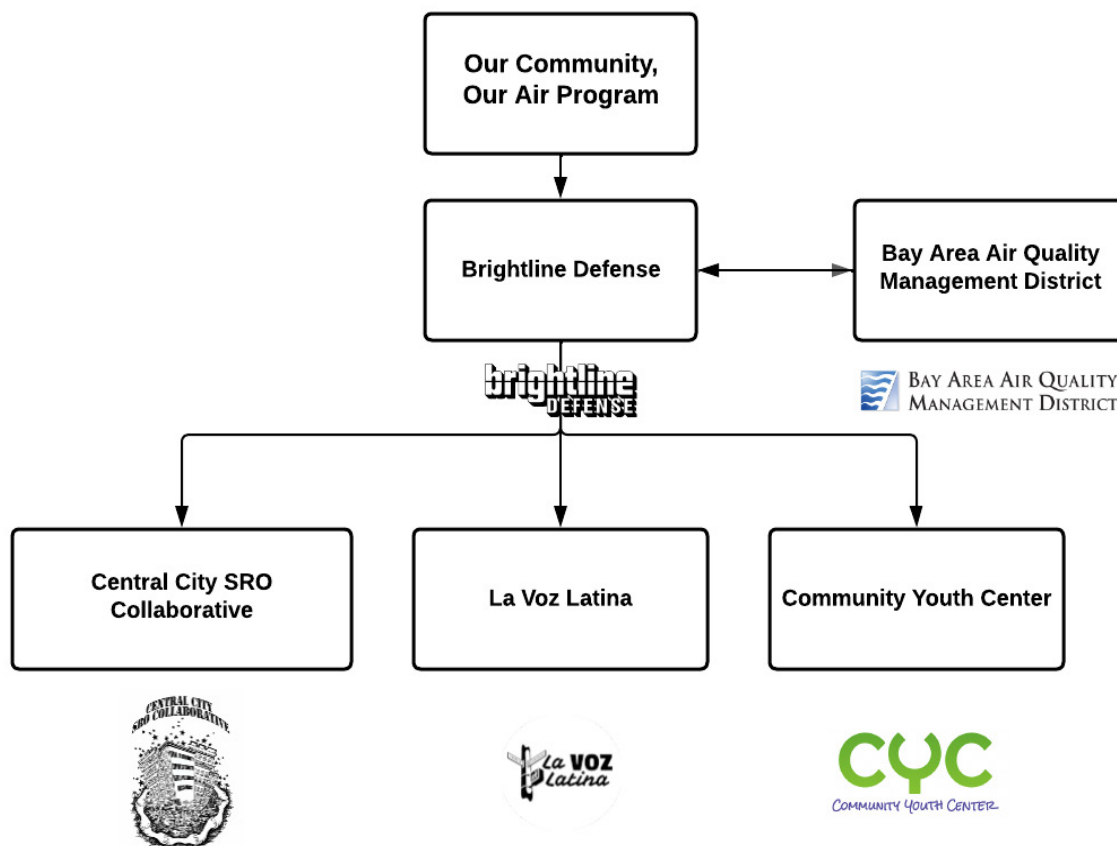 Our Community,
Our Air Program
Brightline Defense
Bay Area Air Quality
Management District
brightline
DEFENSE
BAY AREA AIR QUALITY
MANAGEMENT DISTRICT
Central City SRO
Collaborative
La Voz Latina
Community Youth Center
CENTRAL CITY
SRO COLLABORATIVE
La VOZ
Latina
CYC
COMMUNITY YOUTH CENTER